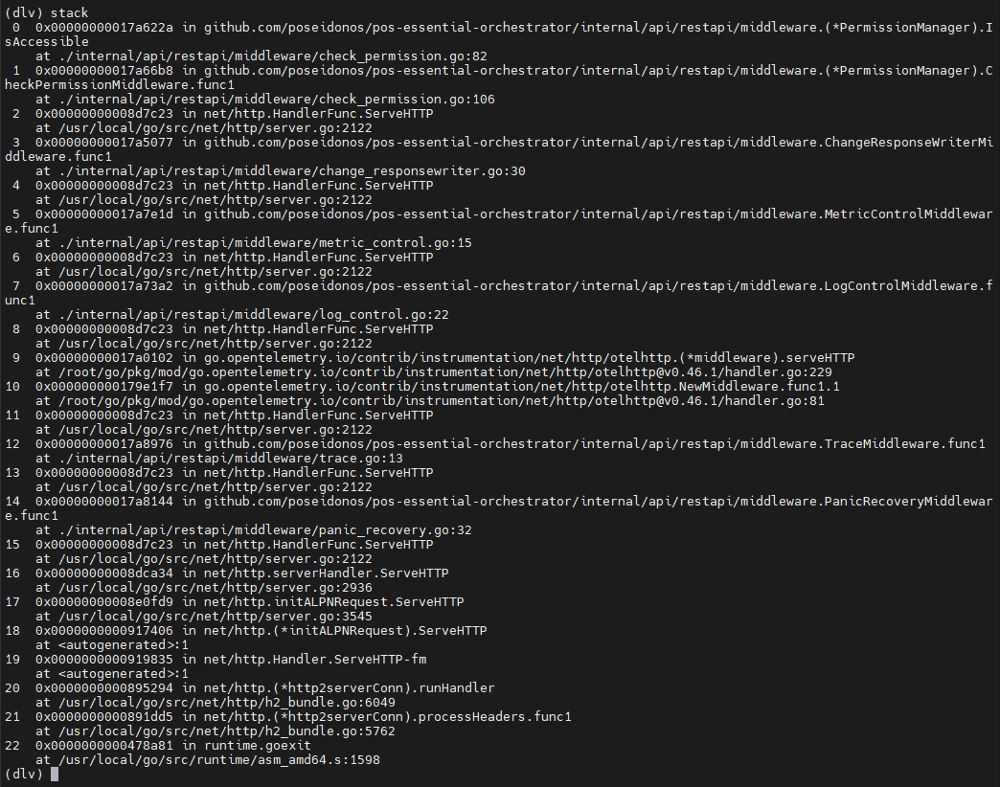 (dlv) stack
 0  0x00000000017a622a in github.com/poseidonos/pos-essential-orchestrator/internal/api/restapi/middleware.(*PermissionManager).I
sAccessible
    at ./internal/api/restapi/middleware/check_permission.go:82
 1  0x00000000017a66b8 in github.com/poseidonos/pos-essential-orchestrator/internal/api/restapi/middleware.(*PermissionManager).C
heckPermissionMiddleware.func1
    at ./internal/api/restapi/middleware/check_permission.go:106
 2  0x00000000008d7c23 in net/http.HandlerFunc.ServeHTTP
    at /usr/local/go/src/net/http/server.go:2122
 3  0x00000000017a5077 in github.com/poseidonos/pos-essential-orchestrator/internal/api/restapi/middleware.ChangeResponseWriterMi
ddleware.func1
    at ./internal/api/restapi/middleware/change_responsewriter.go:30
 4  0x00000000008d7c23 in net/http.HandlerFunc.ServeHTTP
    at /usr/local/go/src/net/http/server.go:2122
 5  0x00000000017a7e1d in github.com/poseidonos/pos-essential-orchestrator/internal/api/restapi/middleware.MetricControlMiddlewar
e.func1
    at ./internal/api/restapi/middleware/metric_control.go:15
 6  0x00000000008d7c23 in net/http.HandlerFunc.ServeHTTP
    at /usr/local/go/src/net/http/server.go:2122
 7  0x00000000017a73a2 in github.com/poseidonos/pos-essential-orchestrator/internal/api/restapi/middleware.LogControlMiddleware.f
unc1
    at ./internal/api/restapi/middleware/log_control.go:22
 8  0x00000000008d7c23 in net/http.HandlerFunc.ServeHTTP
    at /usr/local/go/src/net/http/server.go:2122
 9  0x00000000017a0102 in go.opentelemetry.io/contrib/instrumentation/net/http/otelhttp.(*middleware).serveHTTP
    at /root/go/pkg/mod/go.opentelemetry.io/contrib/instrumentation/net/http/otelhttp@v0.46.1/handler.go:229
10  0x000000000179e1f7 in go.opentelemetry.io/contrib/instrumentation/net/http/otelhttp.NewMiddleware.func1.1
    at /root/go/pkg/mod/go.opentelemetry.io/contrib/instrumentation/net/http/otelhttp@v0.46.1/handler.go:81
11  0x00000000008d7c23 in net/http.HandlerFunc.ServeHTTP
    at /usr/local/go/src/net/http/server.go:2122
12  0x00000000017a8976 in github.com/poseidonos/pos-essential-orchestrator/internal/api/restapi/middleware.TraceMiddleware.func1
    at ./internal/api/restapi/middleware/trace.go:13
13  0x00000000008d7c23 in net/http.HandlerFunc.ServeHTTP
    at /usr/local/go/src/net/http/server.go:2122
14  0x00000000017a8144 in github.com/poseidonos/pos-essential-orchestrator/internal/api/restapi/middleware.PanicRecoveryMiddlewar
e.func1
    at ./internal/api/restapi/middleware/panic_recovery.go:32
15  0x00000000008d7c23 in net/http.HandlerFunc.ServeHTTP
    at /usr/local/go/src/net/http/server.go:2122
16  0x00000000008dca34 in net/http.serverHandler.ServeHTTP
    at /usr/local/go/src/net/http/server.go:2936
17  0x00000000008e0fd9 in net/http.initALPNRequest.ServeHTTP
    at /usr/local/go/src/net/http/server.go:3545
18  0x0000000000917406 in net/http.(*initALPNRequest).ServeHTTP
    at <autogenerated>:1
19  0x0000000000919835 in net/http.Handler.ServeHTTP-fm
    at <autogenerated>:1
20  0x0000000000895294 in net/http.(*http2serverConn).runHandler
    at /usr/local/go/src/net/http/h2_bundle.go:6049
21  0x0000000000891dd5 in net/http.(*http2serverConn).processHeaders.func1
    at /usr/local/go/src/net/http/h2_bundle.go:5762
22  0x0000000000478a81 in runtime.goexit
    at /usr/local/go/src/runtime/asm_amd64.s:1598
(dlv)